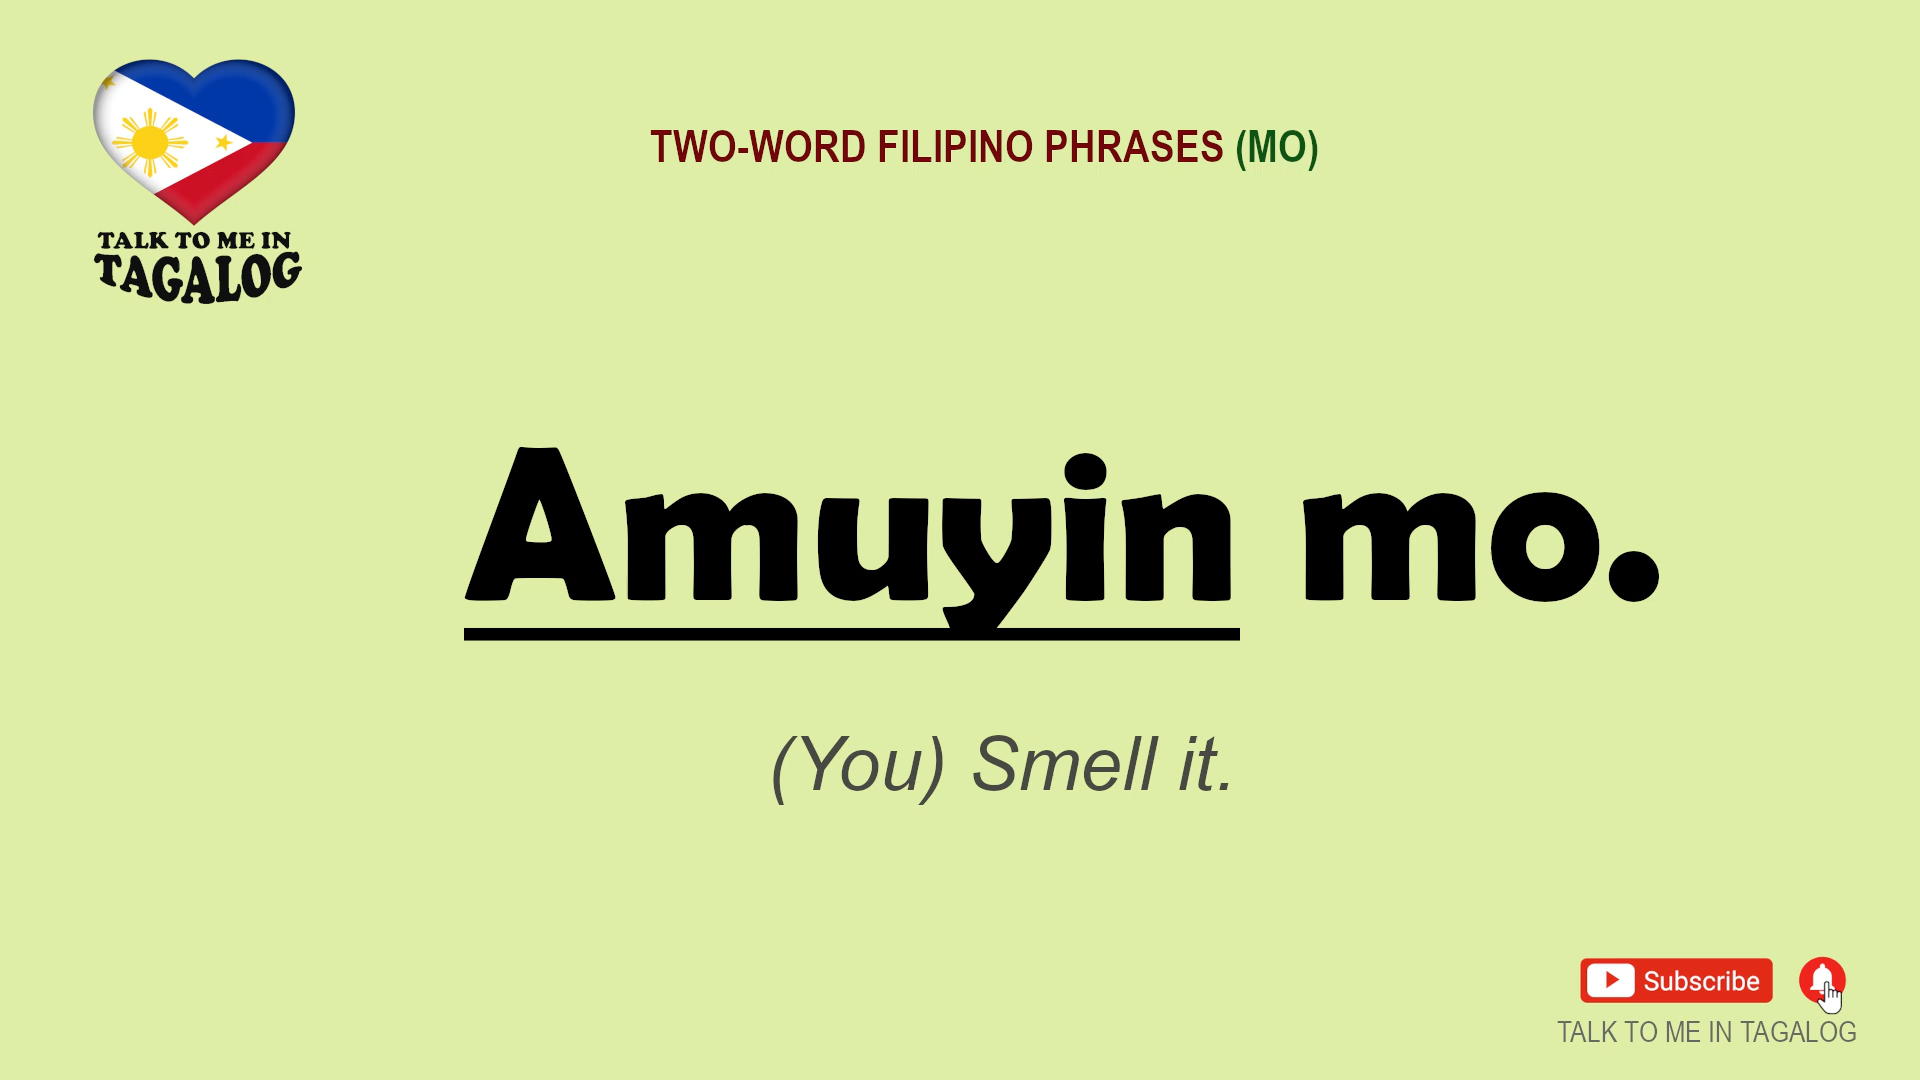 TALK TO ME IN
TAGALOG
TWO-WORD FILIPINO PHRASES (MO)
Amuyin mo.
(You) Smell it.
Subscribe
TALK TO ME IN TAGALOG